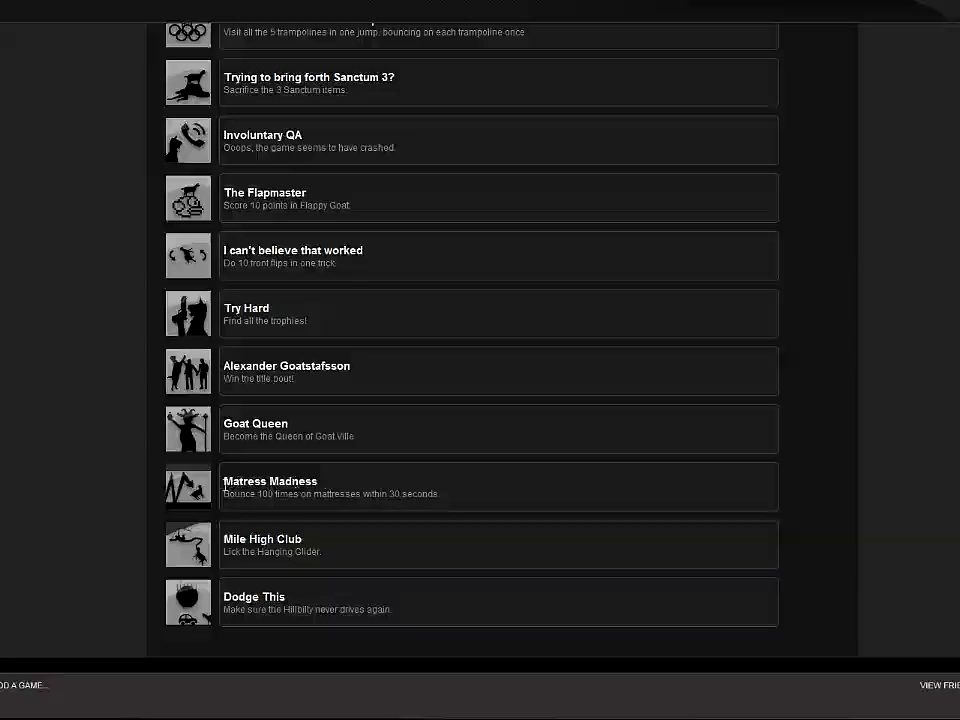 Visit all the 5 trampolines in one jump, bouncing on each trampoline once
Trying to bring forth Sanctum 3?
Sacrifice the 3 Sanctum items.
Involuntary QA
Ooops, the game seems to have crashed.
The Flapmaster
Score 10 points in Flappy Goat.
I can't believe that worked
Do 10 front flips in one trick.
Try Hard
Find all the trophies!
Alexander Goatstafsson
Win the title bout!
Goat Queen
Become the Queen of Goat Ville
Matress Madness
Bounce 100 times on mattresses within 30 seconds.
Mile High Club
Lick the Hanging Glider.
Dodge This
Make sure the Hillbilly never drives again.
DD A GAME...
VIEW FRIE